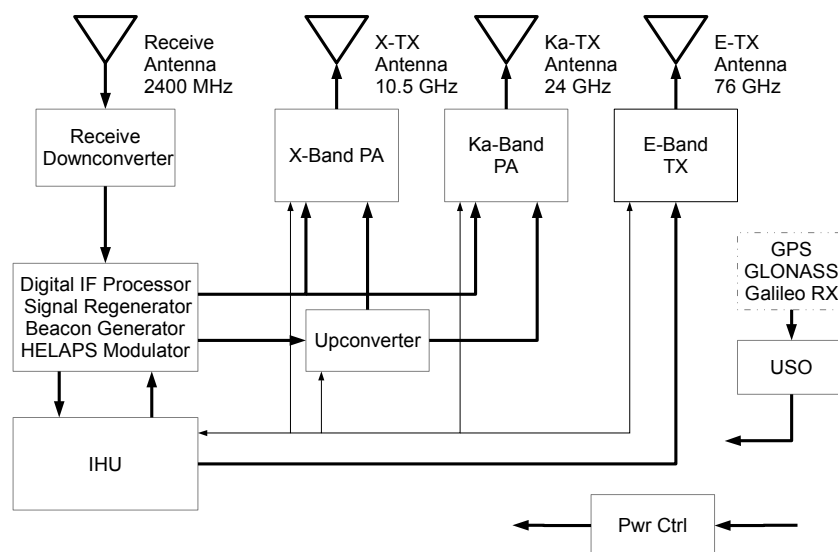 Receive
Antenna
2400 MHz
X-TX
Antenna
10.5 GHz
Ka-TX
Antenna
24 GHz
E-TX
Antenna
76 GHz
Receive
Downconverter
X-Band PA
Ka-Band
PA
E-Band
TX
GPS
GLONASS
Galileo RX
Digital IF Processor
Signal Regenerator
Beacon Generator
HELAPS Modulator
Upconverter
USO
IHU
Pwr Ctrl